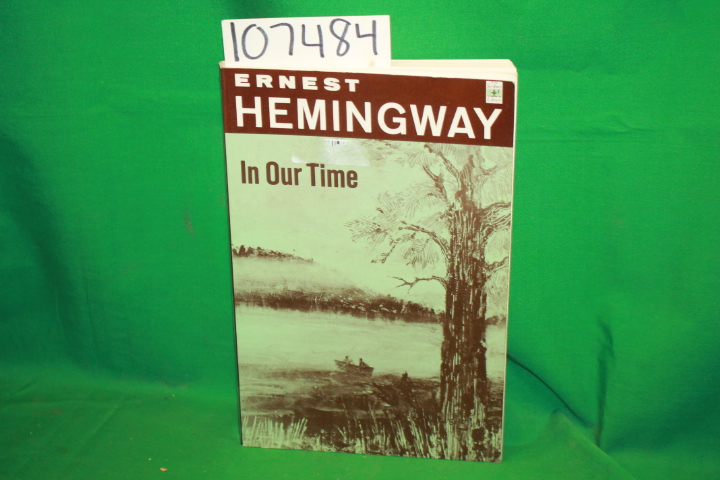 107484
ERNEST
HEMINGWAY
In Our Time